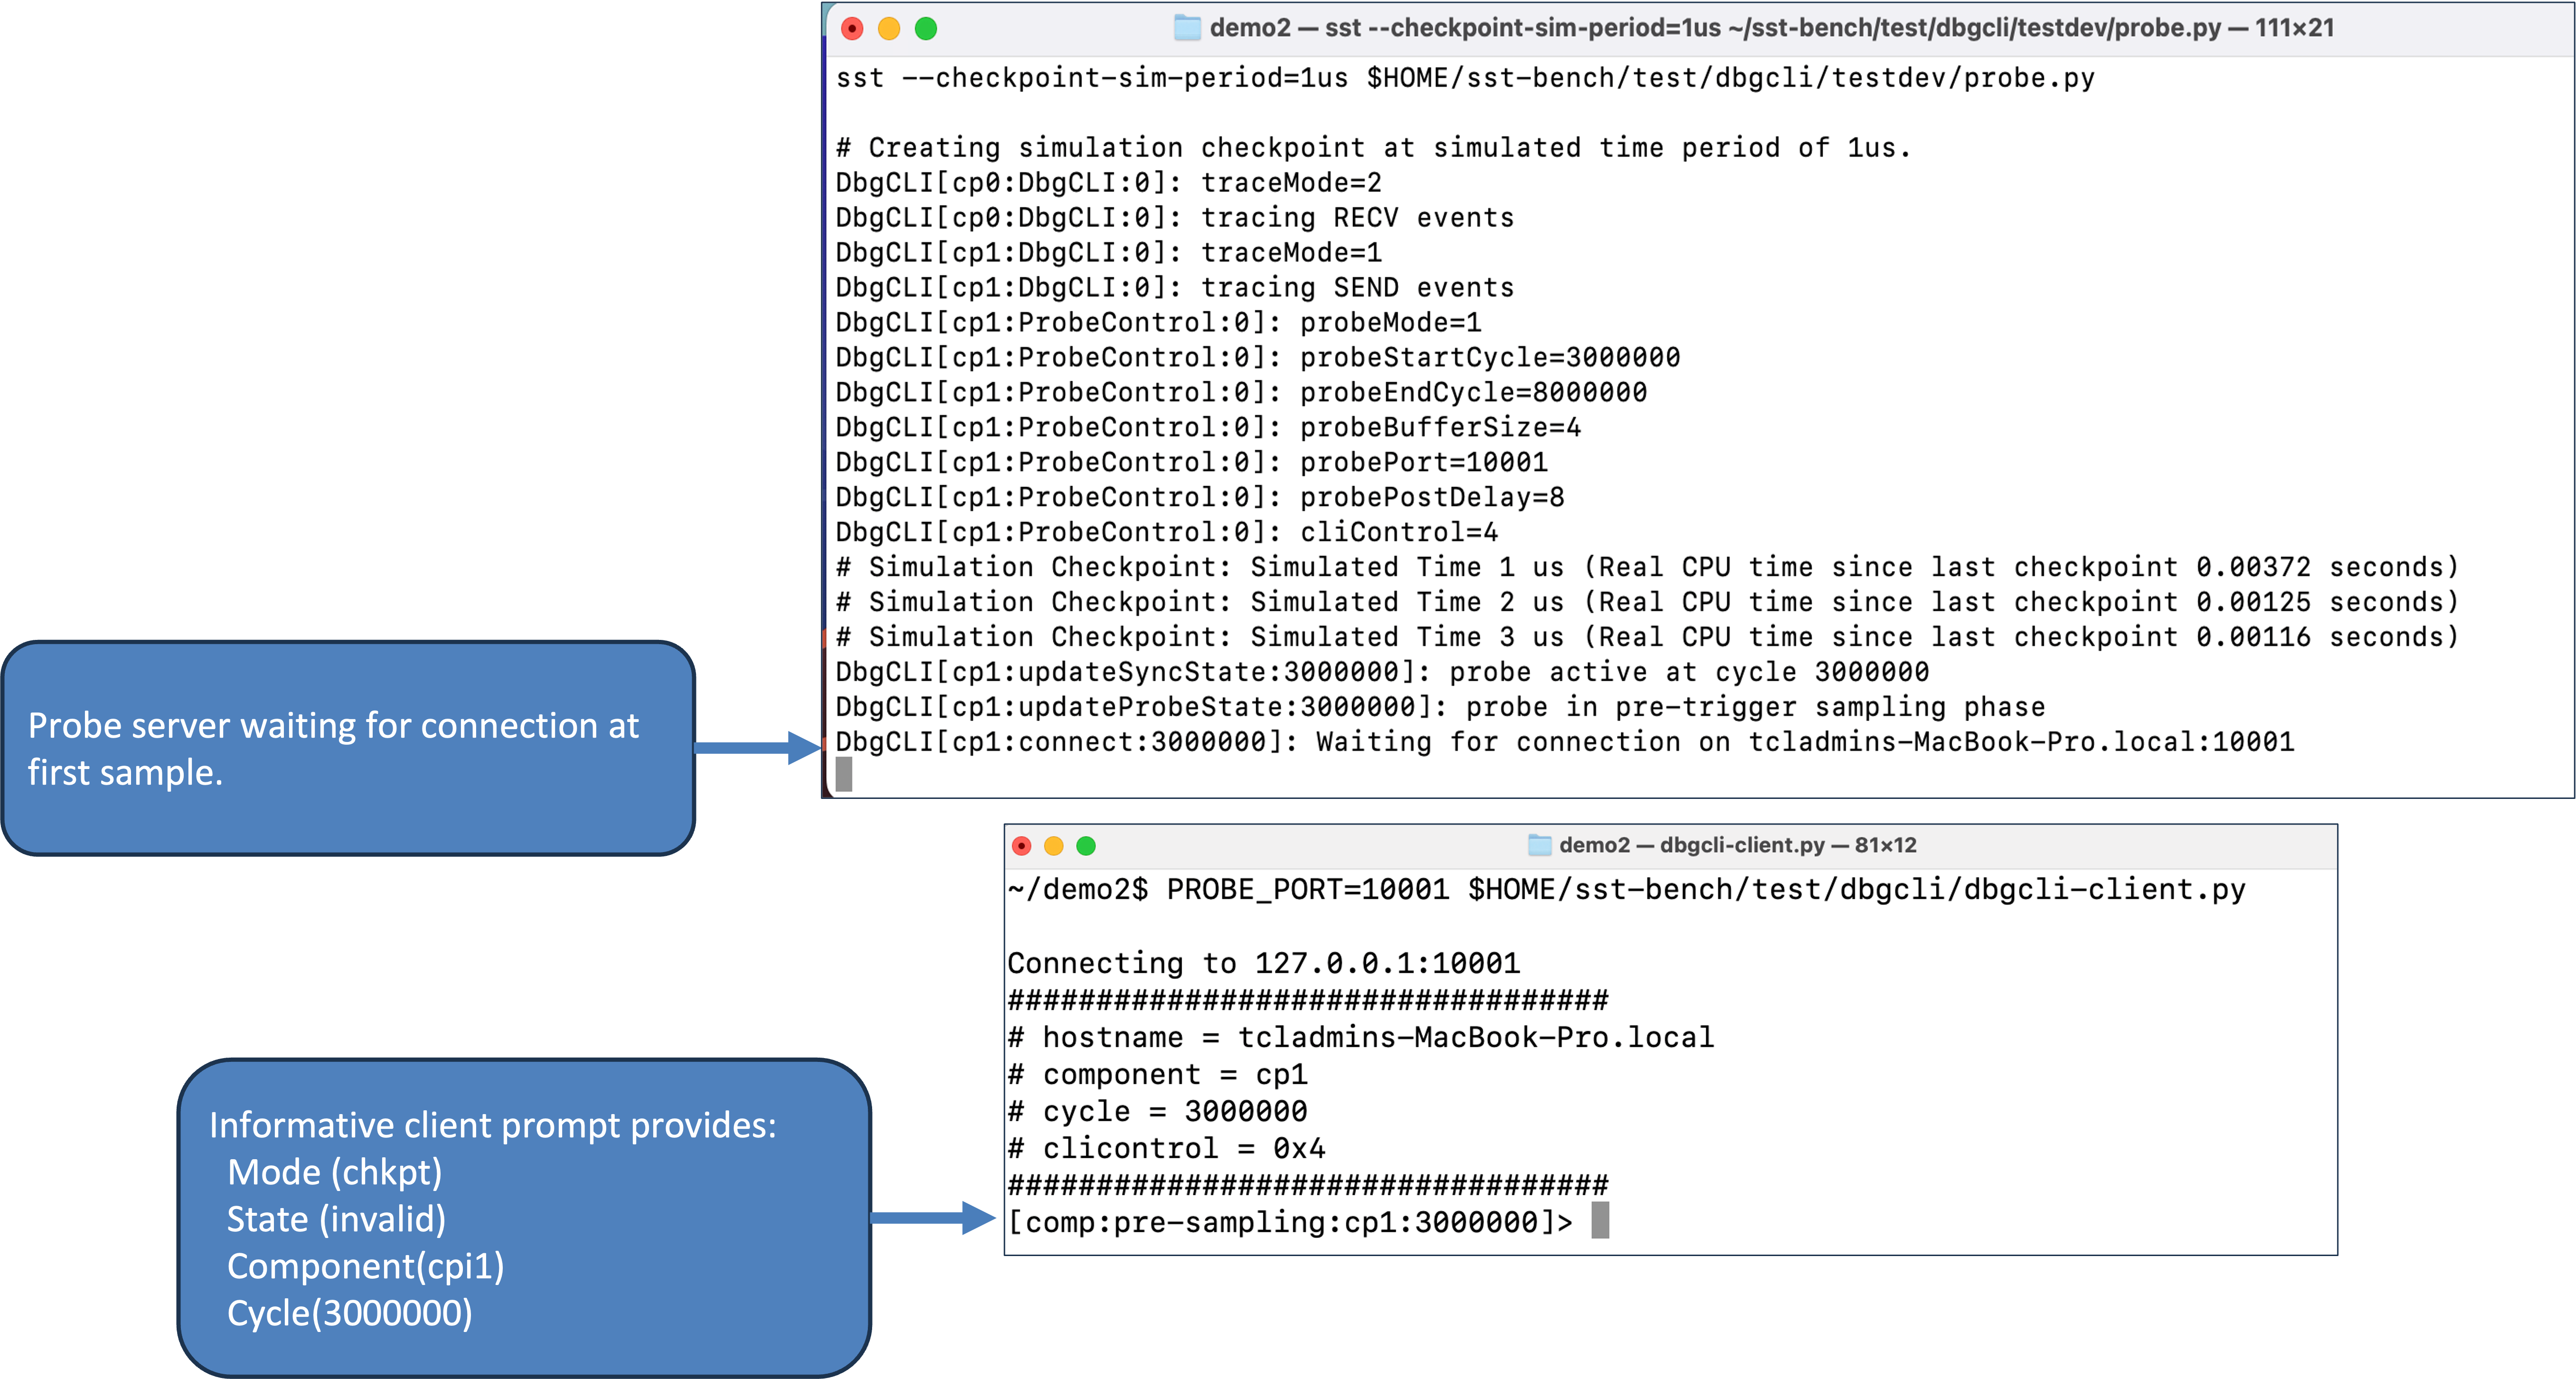 demo2 — sst --checkpoint-sim-period=1us ~/sst-bench/test/dbgcli/testdev/probe.py — 111×21
sst --checkpoint-sim-period=1us $HOME/sst-bench/test/dbgcli/testdev/probe.py
# Creating simulation checkpoint at simulated time period of 1us.
DbgCLI[cp0:DbgCLI:0]: traceMode=2
DbgCLI[cp0:DbgCLI:0]: tracing RECV events
DbgCLI[cp1:DbgCLI:0]: traceMode=1
DbgCLI[cp1:DbgCLI:0]: tracing SEND events
DbgCLI[cp1:ProbeControl:0]: probeMode=1
DbgCLI[cp1:ProbeControl:0]: probeStartCycle=3000000
DbgCLI[cp1:ProbeControl:0]: probeEndCycle=8000000
DbgCLI[cp1:ProbeControl:0]: probeBufferSize=4
DbgCLI[cp1:ProbeControl:0]: probePort=10001
DbgCLI[cp1:ProbeControl:0]: probePostDelay=8
DbgCLI[cp1:ProbeControl:0]: cliControl=4
# Simulation Checkpoint: Simulated Time 1 us (Real CPU time since last checkpoint 0.00372 seconds)
# Simulation Checkpoint: Simulated Time 2 us (Real CPU time since last checkpoint 0.00125 seconds)
# Simulation Checkpoint: Simulated Time 3 us (Real CPU time since last checkpoint 0.00116 seconds)
DbgCLI[cp1:updateSyncState:3000000]: probe active at cycle 3000000
DbgCLI[cp1:updateProbeState:3000000]: probe in pre-trigger sampling phase
DbgCLI[cp1:connect:3000000]: Waiting for connection on tcladmins-MacBook-Pro.local:10001
Probe server waiting for connection at
first sample.
demo2 — dbgcli-client.py — 81×12
~/demo2$ PROBE_PORT=10001 $HOME/sst-bench/test/dbgcli/dbgcli-client.py
Connecting to 127.0.0.1:10001
##################################
# hostname = tcladmins-MacBook-Pro.local
# component = cp1
# cycle = 3000000
# clicontrol = 0x4
##################################
[comp:pre-sampling:cp1:3000000]>
Informative client prompt provides:
Mode (chkpt)
State (invalid)
Component(cpi1)
Cycle(3000000)